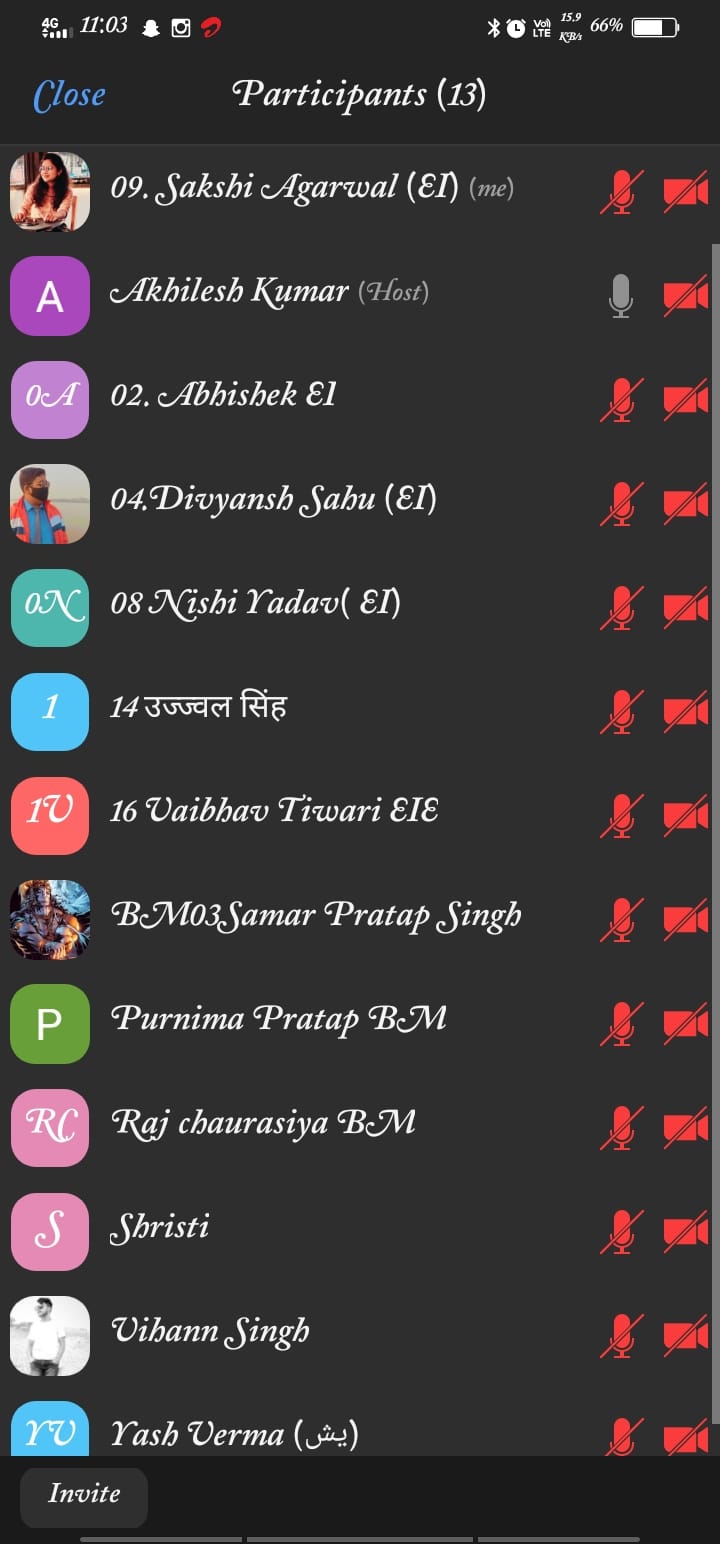 4G 11:03 Vo) LTE 15.9 KB/s 66%
Close Participants (13)
09. Sakshi Agarwal (EI) (me)
A Akhilesh Kumar (Host)
0A 02. Abhishek EI
04.Divyansh Sahu (EI)
0N 08 Nishi Yadav( EI)
1 14 उज्ज्वल सिंह
1V 16 Vaibhav Tiwari EIE
BM03Samar Pratap Singh
P Purnima Pratap BM
RC Raj chaurasiya BM
S Shristi
Vihann Singh
YV Yash Verma (يش)
Invite